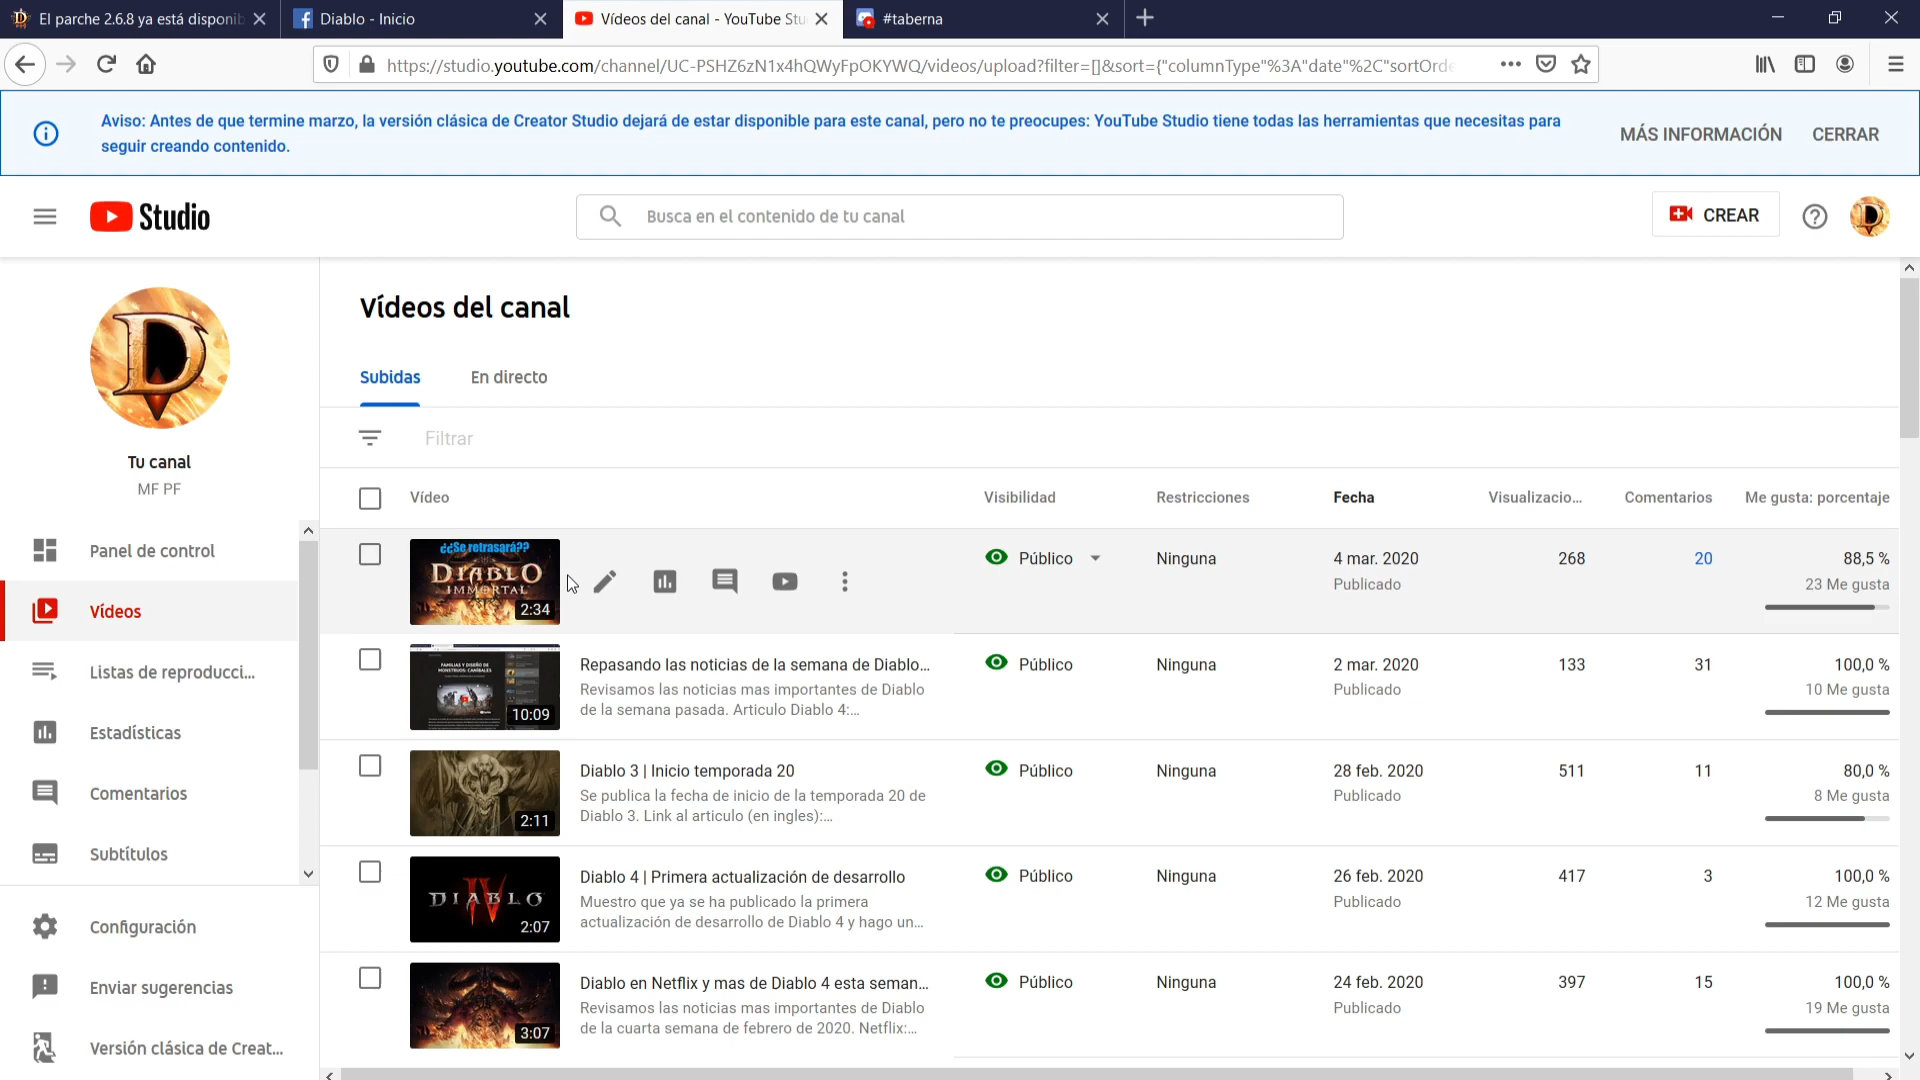 El parche 2.6.8 ya está disponib
Diablo - Inicio
Vídeos del canal - YouTube Stu
#taberna
https://studio.youtube.com/channel/UC-PSHZ6zN1x4hQWyFpOKYWQ/videos/upload?filter=[]&sort={"columnType"%3A"date"%2C"sortOrde
Aviso: Antes de que termine marzo, la versión clásica de Creator Studio dejará de estar disponible para este canal, pero no te preocupes: YouTube Studio tiene todas las herramientas que necesitas para
seguir creando contenido.
MÁS INFORMACIÓN
CERRAR
Studio
Busca en el contenido de tu canal
CREAR
Tu canal
MF PF
Panel de control
Vídeos
Listas de reproducci...
Estadísticas
Comentarios
Subtítulos
Configuración
Enviar sugerencias
Versión clásica de Creat...
Vídeos del canal
Subidas
En directo
Filtrar
Vídeo
Visibilidad
Restricciones
Fecha
Visualizacio...
Comentarios
Me gusta: porcentaje
¿¿Se retrasará??
DIABLO
IMMORTAL
2:34
Público
Ninguna
4 mar. 2020
Publicado
268
20
88,5 %
23 Me gusta
FAMILIAS Y DISEÑO DE
MONSTRUOS: CANÍBALES
10:09
Repasando las noticias de la semana de Diablo...
Revisamos las noticias mas importantes de Diablo
de la semana pasada. Articulo Diablo 4:...
Público
Ninguna
2 mar. 2020
Publicado
133
31
100,0 %
10 Me gusta
2:11
Diablo 3 | Inicio temporada 20
Se publica la fecha de inicio de la temporada 20 de
Diablo 3. Link al articulo (en ingles):...
Público
Ninguna
28 feb. 2020
Publicado
511
11
80,0 %
8 Me gusta
DIABLO
IV
2:07
Diablo 4 | Primera actualización de desarrollo
Muestro que ya se ha publicado la primera
actualización de desarrollo de Diablo 4 y hago un...
Público
Ninguna
26 feb. 2020
Publicado
417
3
100,0 %
12 Me gusta
3:07
Diablo en Netflix y mas de Diablo 4 esta seman...
Revisamos las noticias mas importantes de Diablo
de la cuarta semana de febrero de 2020. Netflix:...
Público
Ninguna
24 feb. 2020
Publicado
397
15
100,0 %
19 Me gusta